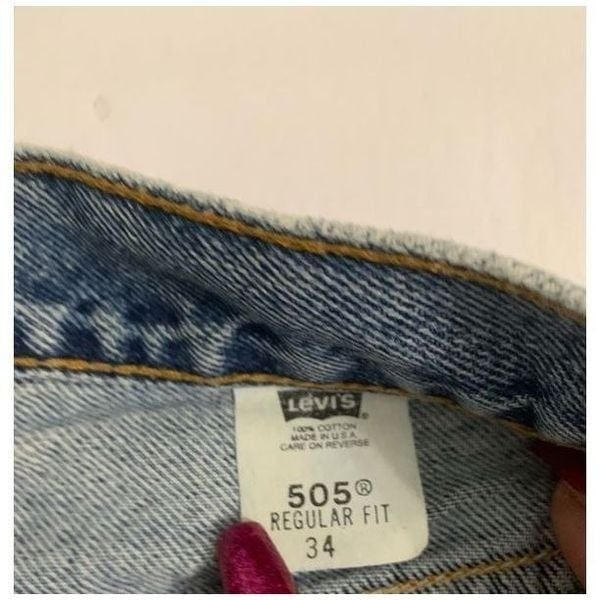 LEVI'S®
100% COTTON
MADE IN U.S.A.
CARE ON REVERSE
505®
REGULAR FIT
34